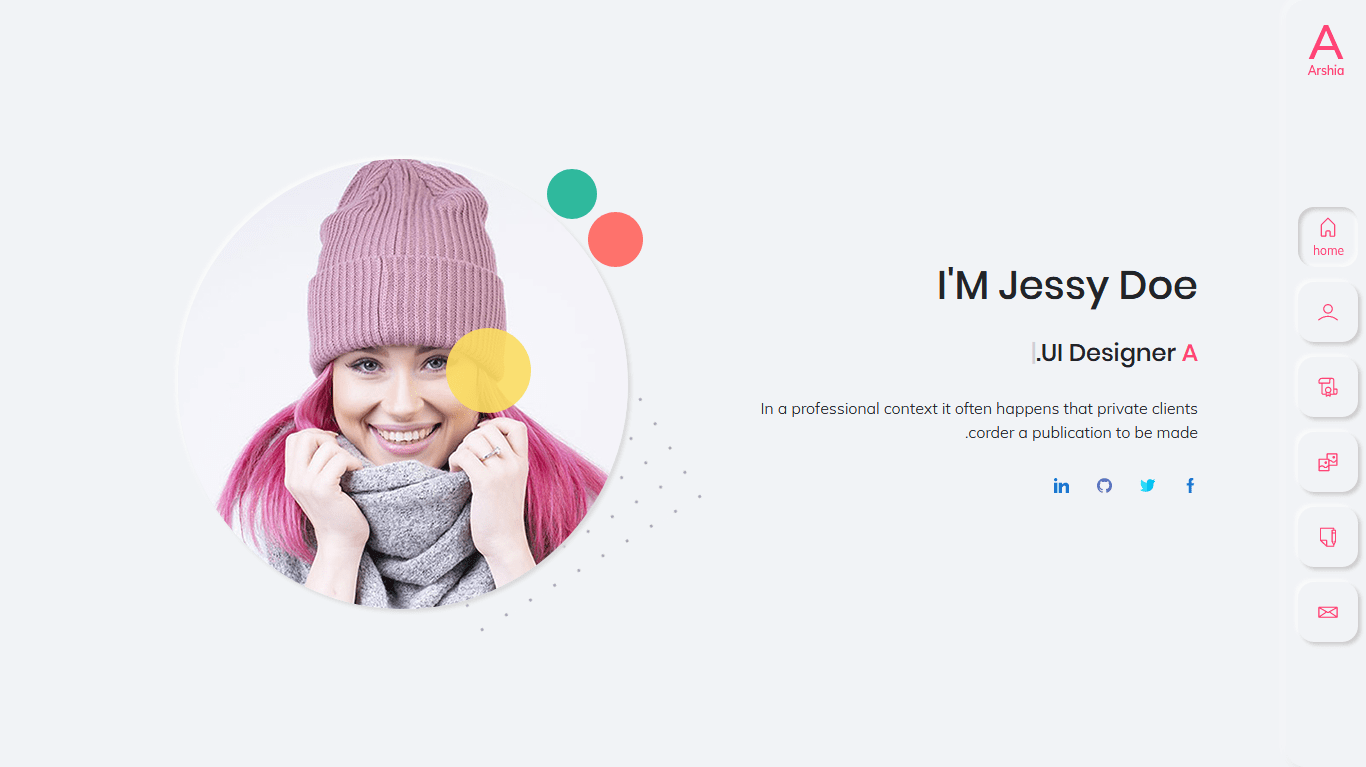 A
Arshia
home
I'M Jessy Doe
.UI Designer A
In a professional context it often happens that private clients
.corder a publication to be made